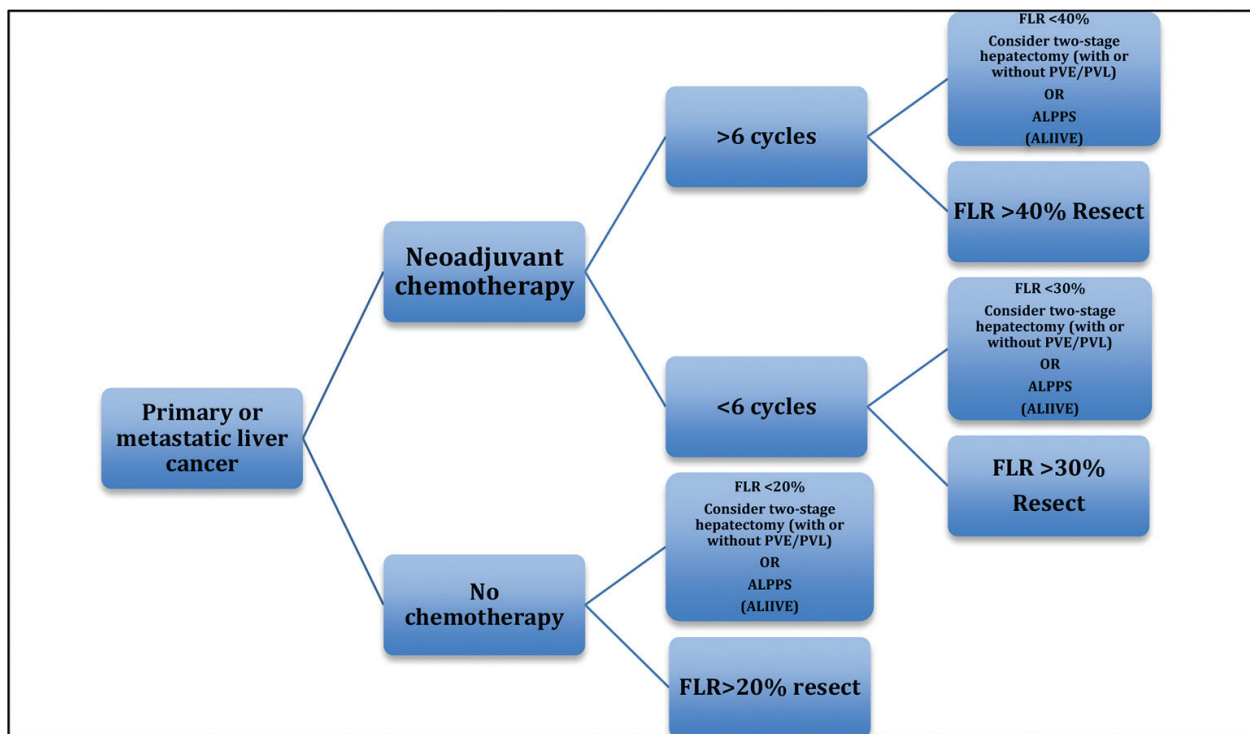 Primary or
metastatic liver
cancer
Neoadjuvant
chemotherapy
>6 cycles
FLR <40%
Consider two-stage
hepatectomy (with or
without PVE/PVL)
OR
ALPPS
(ALIIVE)
FLR >40% Resect
<6 cycles
FLR <30%
Consider two-stage
hepatectomy (with or
without PVE/PVL)
OR
ALPPS
(ALIIVE)
FLR >30%
Resect
No
chemotherapy
FLR <20%
Consider two-stage
hepatectomy (with or
without PVE/PVL)
OR
ALPPS
(ALIIVE)
FLR>20% resect